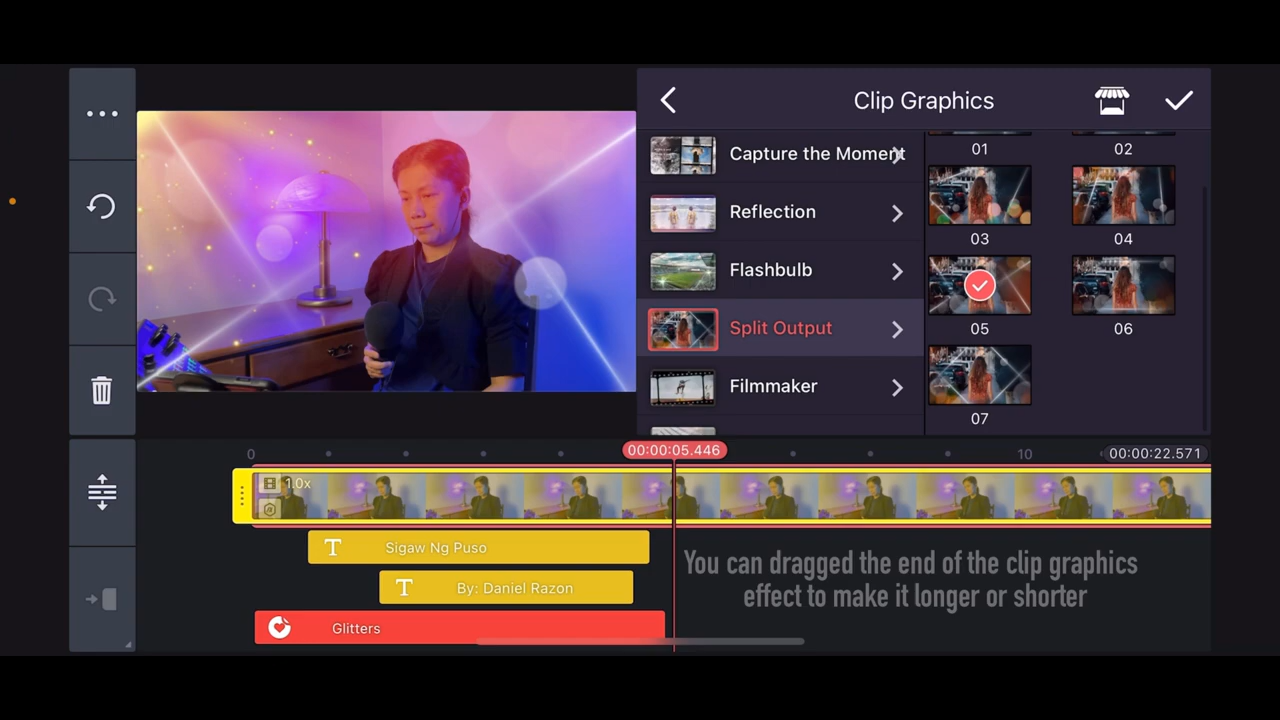 Clip Graphics
Capture the Moment
Reflection
Flashbulb
Split Output
Filmmaker
01
02
03
04
05
06
07
0
00:00:05.446
10
00:00:22.571
1.0x
T Sigaw Ng Puso
T By: Daniel Razon
Glitters
You can dragged the end of the clip graphics
effect to make it longer or shorter